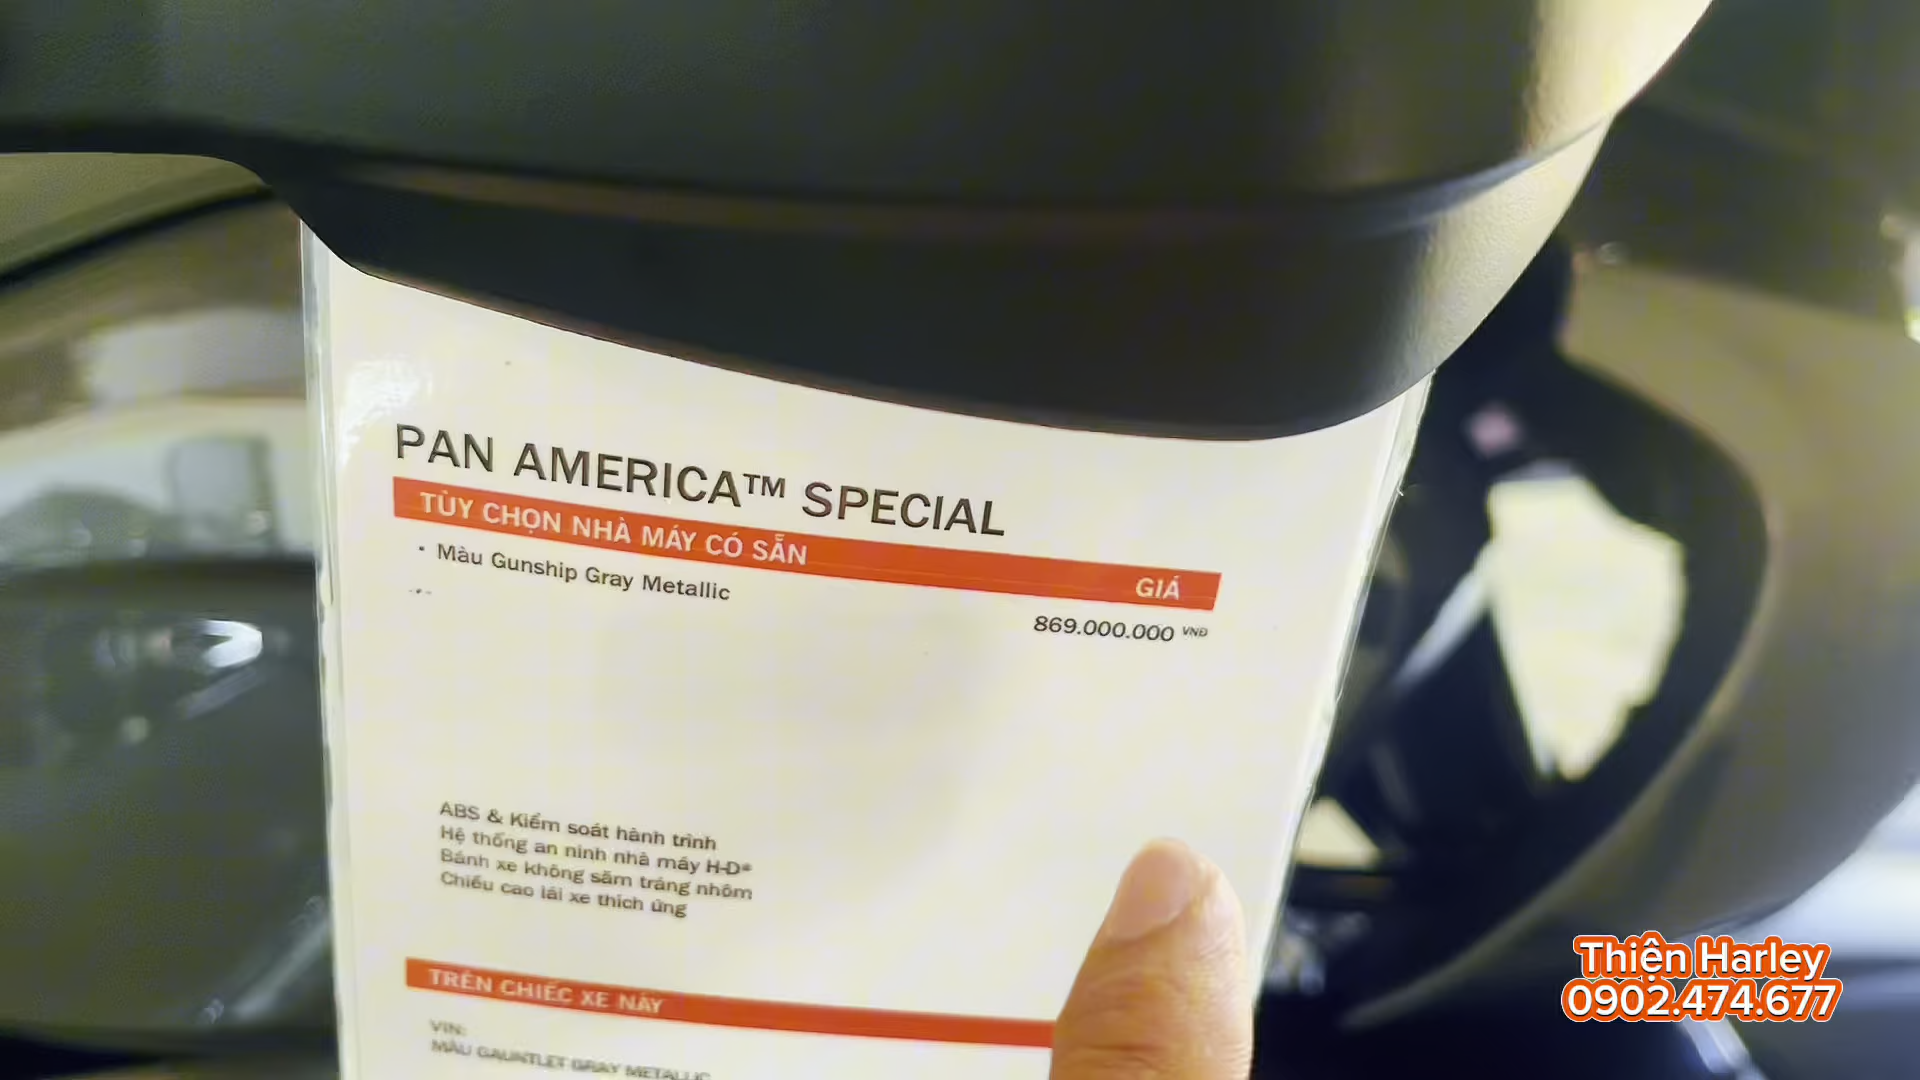 PAN AMERICA™ SPECIAL
TÙY CHỌN NHÀ MÁY CÓ SẴN GIÁ
• Màu Gunship Gray Metallic 869.000.000 VNĐ
ABS & Kiểm soát hành trình
Hệ thống an ninh nhà máy H-D®
Bánh xe không săm tráng nhôm
Chiều cao lái xe thích ứng
TRÊN CHIẾC XE NÀY
VIN:
MÀU GAUNTLET GRAY METALLIC
Thiện Harley
0902.474.677